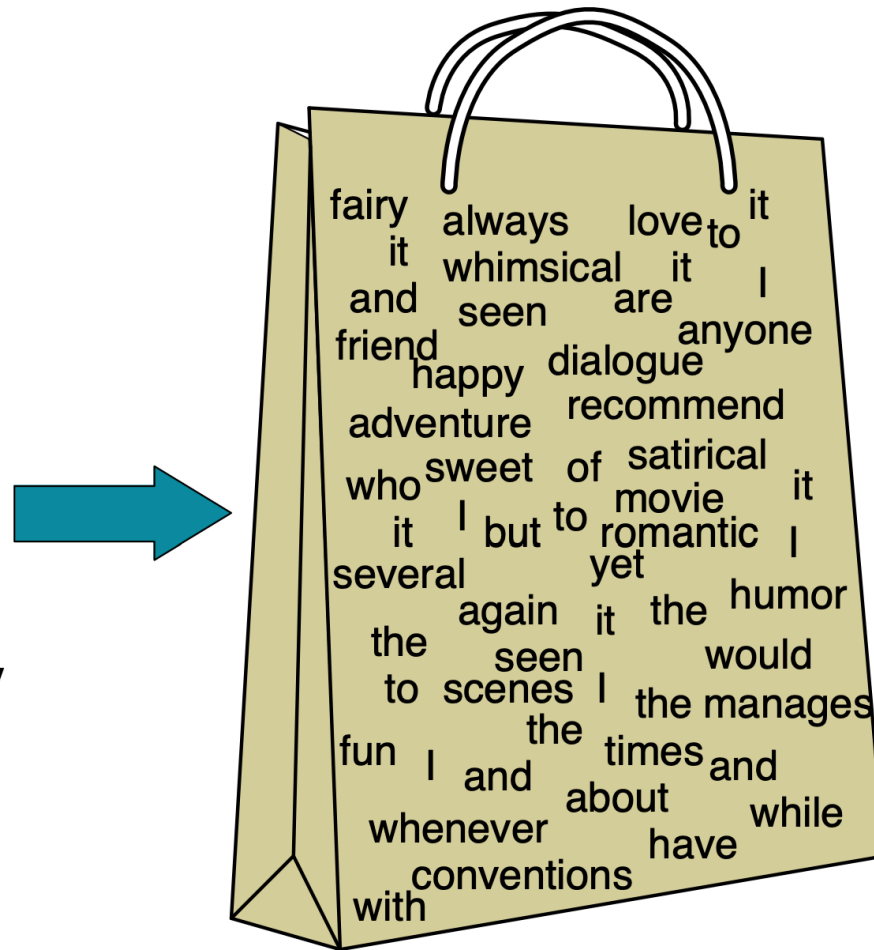 fairy always love to it
it whimsical it I
and seen are
anyone
friend
happy dialogue
adventure recommend
who sweet of satirical
it I but to movie it
romantic I
several yet
again it the humor
the seen would
to scenes I the manages
the
fun I and times and
about while
whenever have
conventions
with